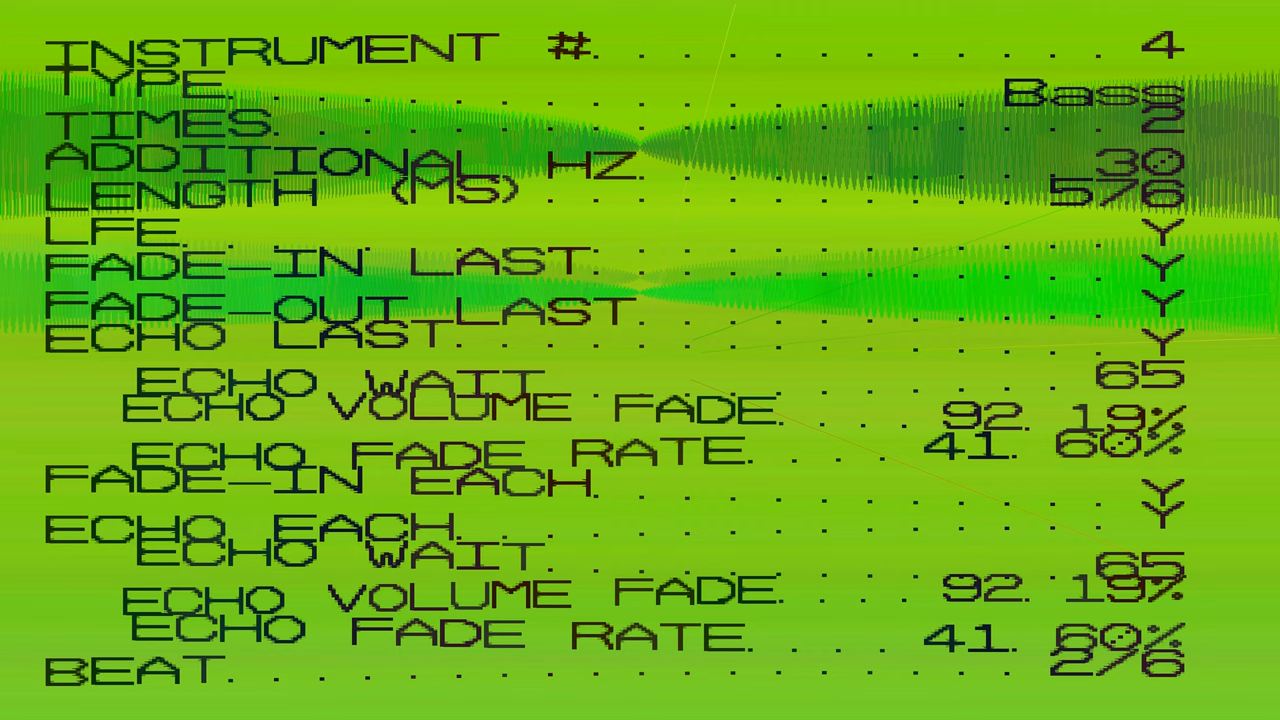 INSTRUMENT #. . . . . . . . . . . . 4
TYPE. . . . . . . . . . . . . . . . . . Bass
TIMES. . . . . . . . . . . . . . . . . . . 2
ADDITIONAL HZ. . . . . . . . . . . 30
LENGTH (MS) . . . . . . . . . . . 576
LFE. . . . . . . . . . . . . . . . . . . . . Y
FADE-IN LAST. . . . . . . . . . . . Y
FADE-OUT LAST. . . . . . . . . . . Y
ECHO LAST. . . . . . . . . . . . . . . Y
ECHO WAIT. . . . . . . . . . . . . 65
ECHO VOLUME FADE. . . . 92. 19%
ECHO FADE RATE. . . . 41. 60%
FADE-IN EACH. . . . . . . . . . . . Y
ECHO EACH. . . . . . . . . . . . . . . Y
ECHO WAIT. . . . . . . . . . . . . 65
ECHO VOLUME FADE. . . . 92. 19%
ECHO FADE RATE. . . . 41. 60%
BEAT. . . . . . . . . . . . . . . . . . . 276